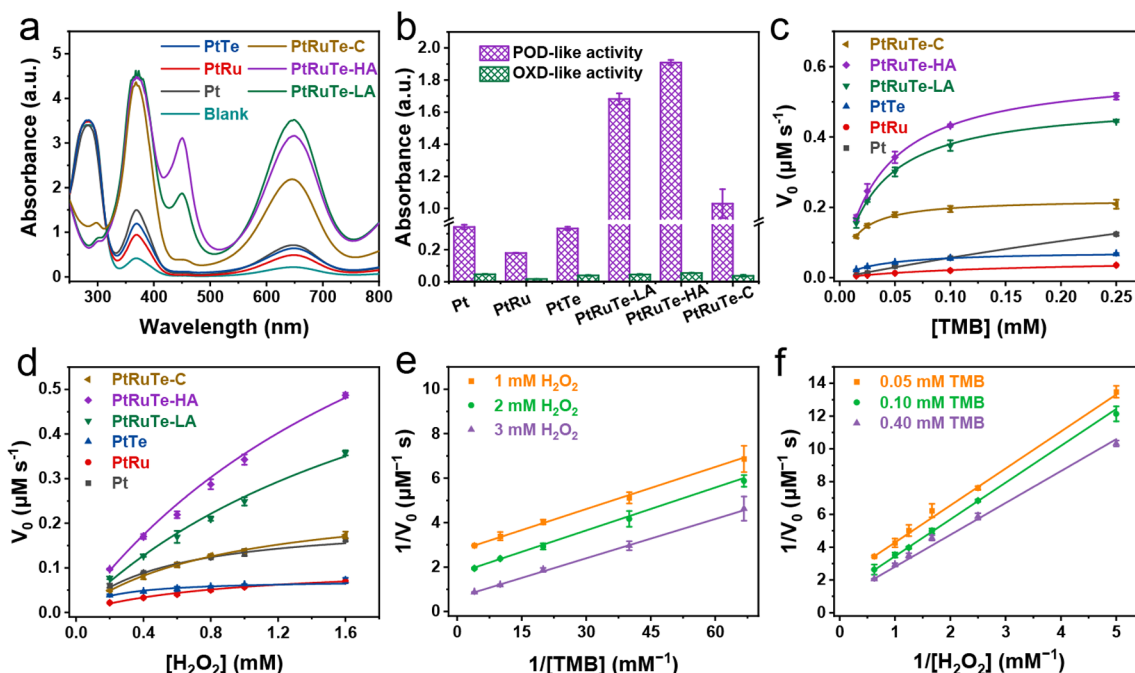 a
PtTe
PtRuTe-C
PtRu
PtRuTe-HA
Pt
PtRuTe-LA
Blank
Absorbance (a.u.)
5
4
3
2
1
0
300
400
500
600
700
800
Wavelength (nm)
b
POD-like activity
OXD-like activity
Absorbance (a.u.)
2.0
1.8
1.6
1.4
1.2
1.0
0.2
0.0
Pt
PtRu
PtTe
PtRuTe-LA
PtRuTe-HA
PtRuTe-C
c
PtRuTe-C
PtRuTe-HA
PtRuTe-LA
PtTe
PtRu
Pt
V₀ (μM s⁻¹)
0.6
0.4
0.2
0.0
0.00
0.05
0.10
0.15
0.20
0.25
[TMB] (mM)
d
PtRuTe-C
PtRuTe-HA
PtRuTe-LA
PtTe
PtRu
Pt
V₀ (μM s⁻¹)
0.5
0.4
0.3
0.2
0.1
0.0
0.0
0.4
0.8
1.2
1.6
[H₂O₂] (mM)
e
1 mM H₂O₂
2 mM H₂O₂
3 mM H₂O₂
1/V₀ (μM⁻¹ s)
10
8
6
4
2
0
0
15
30
45
60
1/[TMB] (mM⁻¹)
f
0.05 mM TMB
0.10 mM TMB
0.40 mM TMB
1/V₀ (μM⁻¹ s)
14
12
10
8
6
4
2
0
0
1
2
3
4
5
1/[H₂O₂] (mM⁻¹)